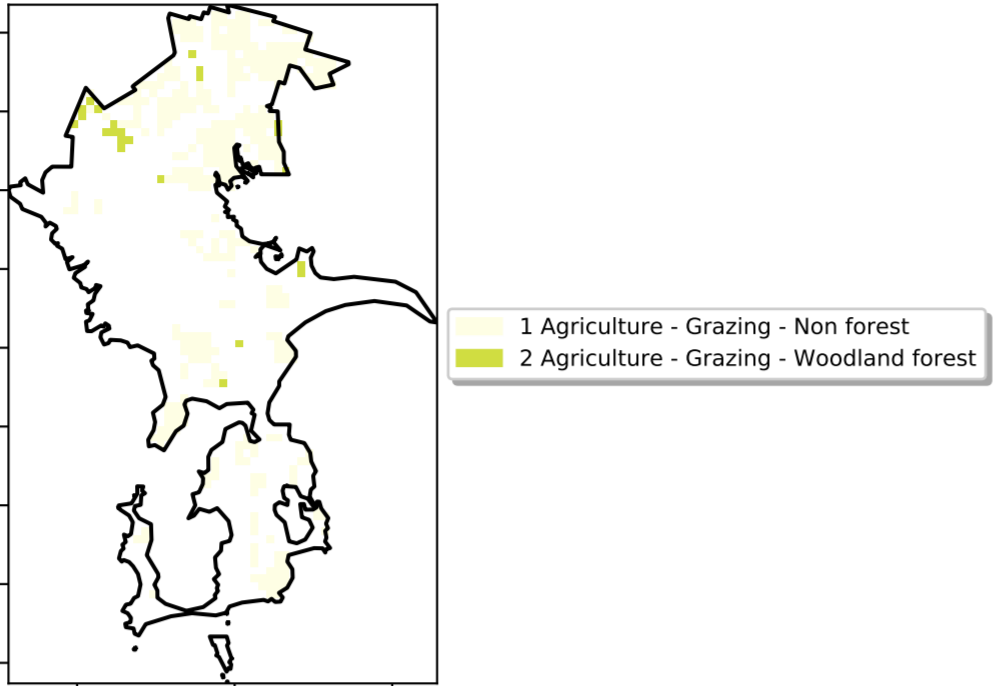 1 Agriculture - Grazing - Non forest
2 Agriculture - Grazing - Woodland forest